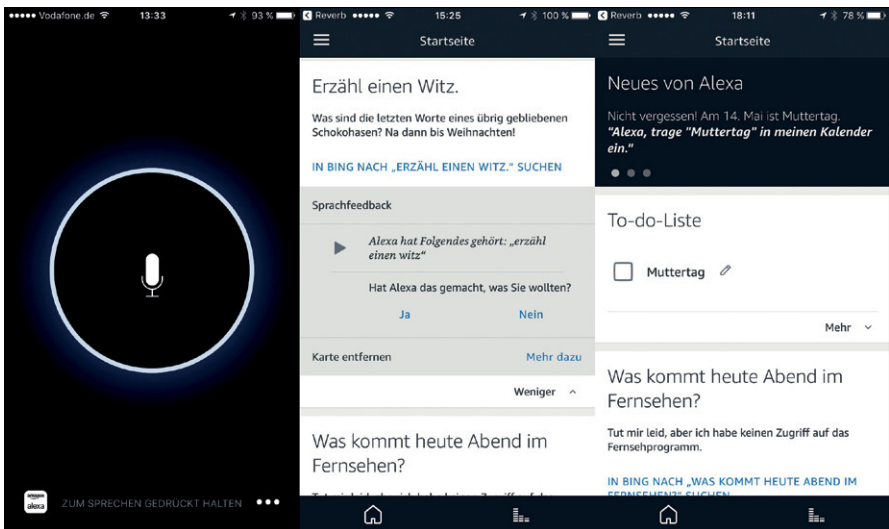 Vodafone.de 13:33 93 %
amazon
alexa
ZUM SPRECHEN GEDRÜCKT HALTEN
Reverb 15:25 100 %
Startseite
Erzähl einen Witz.
Was sind die letzten Worte eines übrig gebliebenen
Schokohasen? Na dann bis Weihnachten!
IN BING NACH „ERZÄHL EINEN WITZ.“ SUCHEN
Sprachfeedback
Alexa hat Folgendes gehört: „erzähl
einen witz“
Hat Alexa das gemacht, was Sie wollten?
Ja Nein
Karte entfernen Mehr dazu
Weniger
Was kommt heute Abend im
Fernsehen?
Reverb 18:11 78 %
Startseite
Neues von Alexa
Nicht vergessen! Am 14. Mai ist Muttertag.
"Alexa, trage "Muttertag" in meinen Kalender
ein."
To-do-Liste
Muttertag
Mehr
Was kommt heute Abend im
Fernsehen?
Tut mir leid, aber ich habe keinen Zugriff auf das
Fernsehprogramm.
IN BING NACH „WAS KOMMT HEUTE ABEND IM
FERNSEHEN?“ SUCHEN